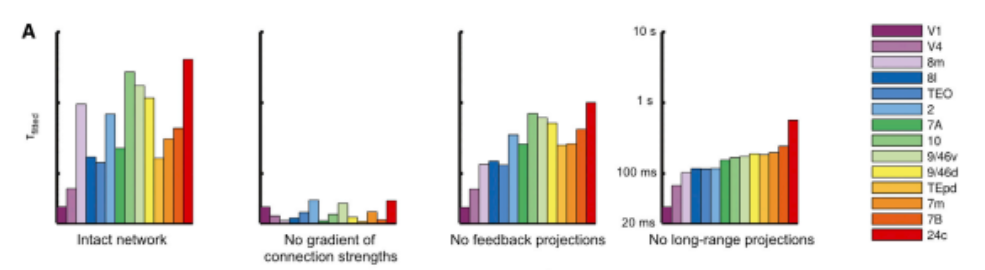 A
τfitted
Intact network
No gradient of
connection strengths
No feedback projections
10 s
1 s
100 ms
20 ms
No long-range projections
V1
V4
8m
8l
TEO
2
7A
10
9/46v
9/46d
TEpd
7m
7B
24c